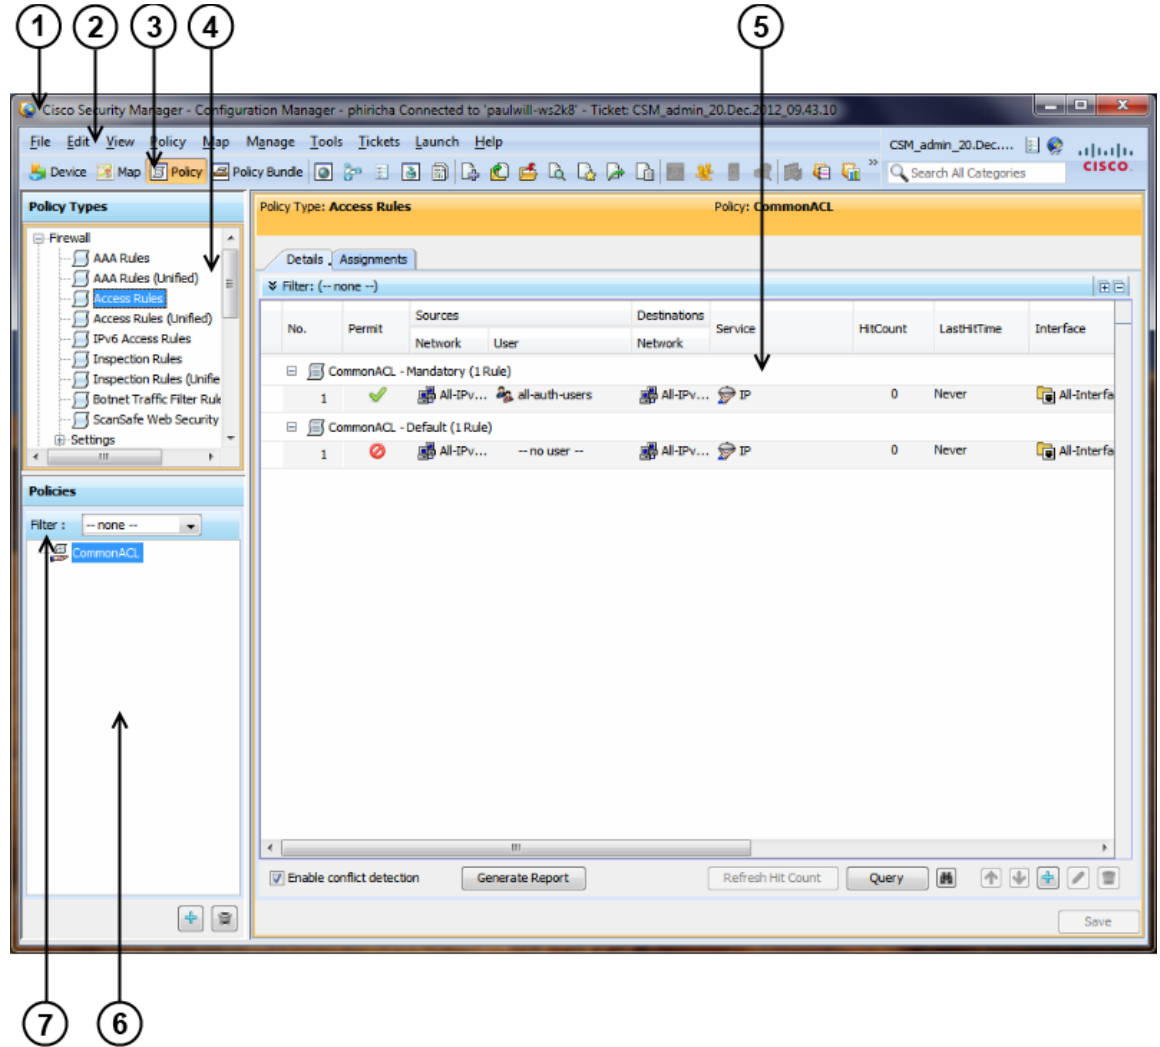 1 2 3 4 5
Cisco Security Manager - Configuration Manager - phiricha Connected to 'paulwill-ws2k8' - Ticket: CSM_admin_20.Dec.2012_09.43.10
File Edit View Policy Map Manage Tools Tickets Launch Help
CSM_admin_20.Dec....
Device Map Policy Policy Bundle
»
Search All Categories
CISCO
Policy Types
Firewall
AAA Rules
AAA Rules (Unified)
Access Rules
Access Rules (Unified)
IPv6 Access Rules
Inspection Rules
Inspection Rules (Unifie
Botnet Traffic Filter Rule
ScanSafe Web Security
Settings
Policies
Filter : -- none --
CommonACL
Policy Type: Access Rules Policy: CommonACL
Details Assignments
Filter: (-- none --)
Sources Destinations
No. Permit Service HitCount LastHitTime Interface
Network User Network
CommonACL - Mandatory (1 Rule)
1 All-IPv... all-auth-users All-IPv... IP 0 Never All-Interfa
CommonACL - Default (1 Rule)
1 All-IPv... -- no user -- All-IPv... IP 0 Never All-Interfa
Enable conflict detection Generate Report Refresh Hit Count Query
Save
7 6